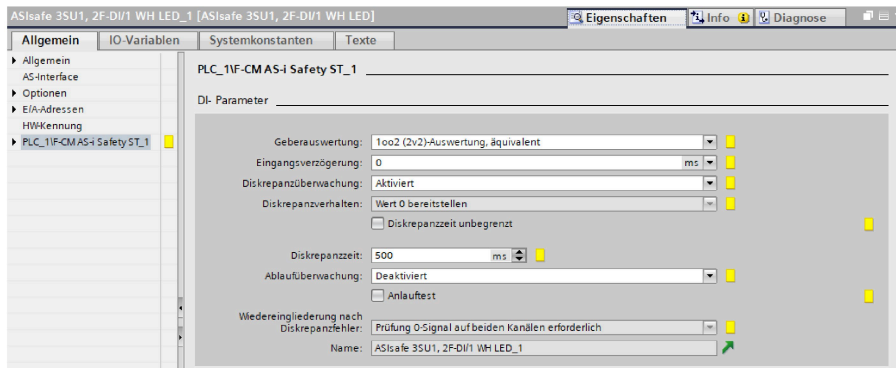 ASIsafe 3SU1, 2F-DI/1 WH LED_1 [ASIsafe 3SU1, 2F-DI/1 WH LED]
Eigenschaften
Info
Diagnose
Allgemein
IO-Variablen
Systemkonstanten
Texte
Allgemein
AS-Interface
Optionen
E/A-Adressen
HW-Kennung
PLC_1\F-CM AS-i Safety ST_1
PLC_1\F-CM AS-i Safety ST_1
DI- Parameter
Geberauswertung: 1oo2 (2v2)-Auswertung, äquivalent
Eingangsverzögerung: 0 ms
Diskrepanzüberwachung: Aktiviert
Diskrepanzverhalten: Wert 0 bereitstellen
Diskrepanzzeit unbegrenzt
Diskrepanzzeit: 500 ms
Ablaufüberwachung: Deaktiviert
Anlauftest
Wiedereingliederung nach
Diskrepanzfehler: Prüfung 0-Signal auf beiden Kanälen erforderlich
Name: ASIsafe 3SU1, 2F-DI/1 WH LED_1